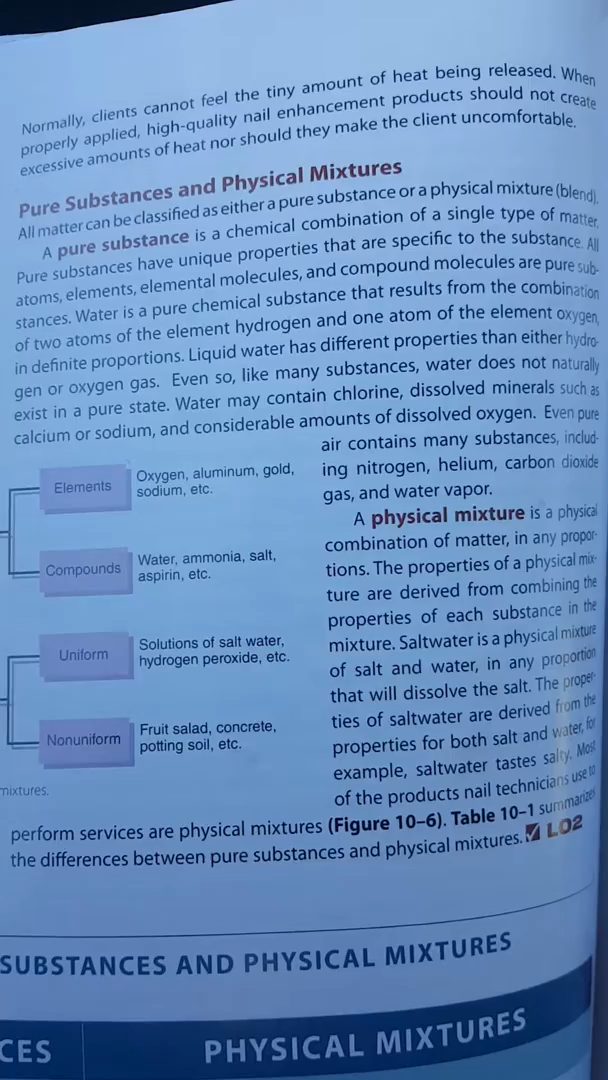 Normally, clients cannot feel the tiny amount of heat being released. When
properly applied, high-quality nail enhancement products should not create
excessive amounts of heat nor should they make the client uncomfortable.
Pure Substances and Physical Mixtures
All matter can be classified as either a pure substance or a physical mixture (blend).
A pure substance is a chemical combination of a single type of matter.
Pure substances have unique properties that are specific to the substance. All
atoms, elements, elemental molecules, and compound molecules are pure sub-
stances. Water is a pure chemical substance that results from the combination
of two atoms of the element hydrogen and one atom of the element oxygen,
in definite proportions. Liquid water has different properties than either hydro-
gen or oxygen gas. Even so, like many substances, water does not naturally
exist in a pure state. Water may contain chlorine, dissolved minerals such as
calcium or sodium, and considerable amounts of dissolved oxygen. Even pure
air contains many substances, includ-
ing nitrogen, helium, carbon dioxide
gas, and water vapor.
A physical mixture is a physical
combination of matter, in any propor-
tions. The properties of a physical mix-
ture are derived from combining the
properties of each substance in the
mixture. Saltwater is a physical mixture
of salt and water, in any proportion
that will dissolve the salt. The proper-
ties of saltwater are derived from the
properties for both salt and water, for
example, saltwater tastes salty. Most
of the products nail technicians use to
perform services are physical mixtures (Figure 10–6). Table 10–1 summarizes
the differences between pure substances and physical mixtures. LO2
Elements
Oxygen, aluminum, gold,
sodium, etc.
Compounds
Water, ammonia, salt,
aspirin, etc.
Uniform
Solutions of salt water,
hydrogen peroxide, etc.
Nonuniform
Fruit salad, concrete,
potting soil, etc.
mixtures.
SUBSTANCES AND PHYSICAL MIXTURES
CES
PHYSICAL MIXTURES